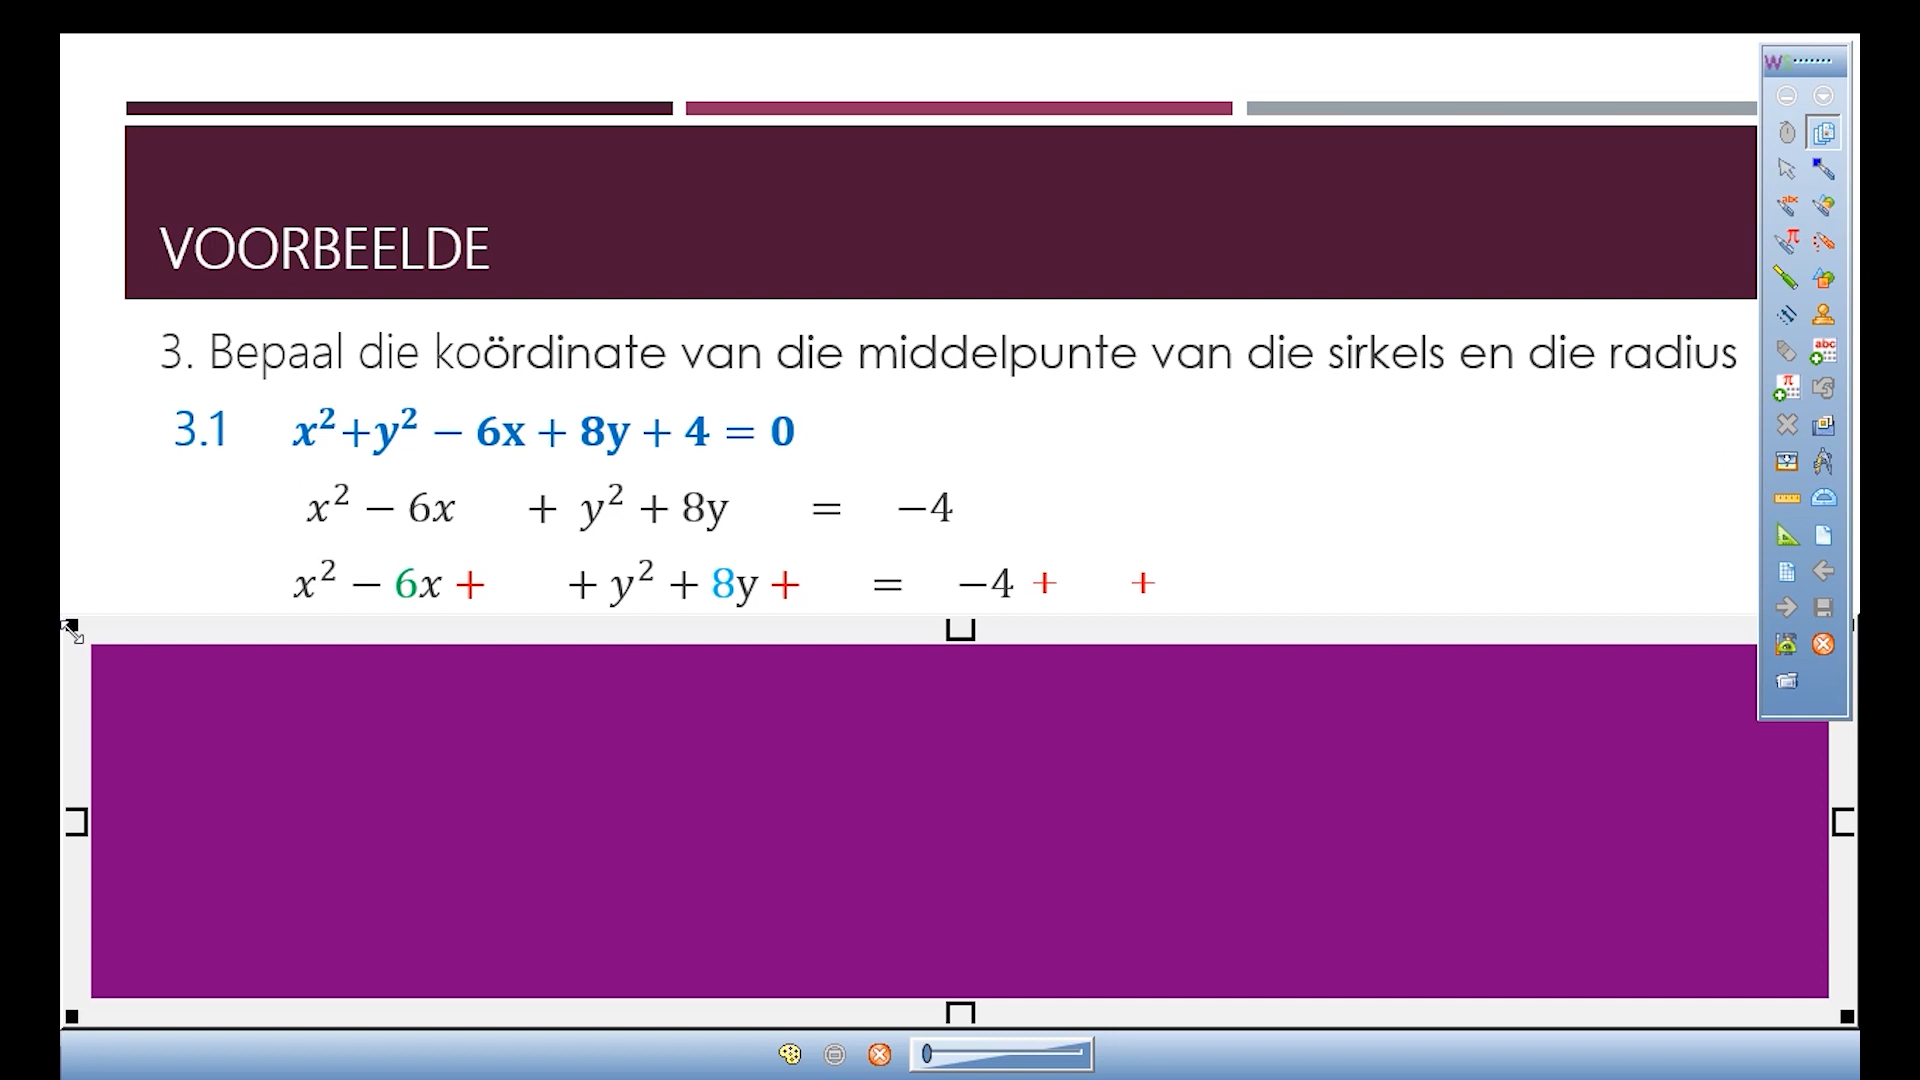 VOORBEELDE
3. Bepaal die koördinate van die middelpunte van die sirkels en die radius
3.1 x²+y² − 6x + 8y + 4 = 0
x² − 6x + y² + 8y = −4
x² − 6x + + y² + 8y + = −4 + +